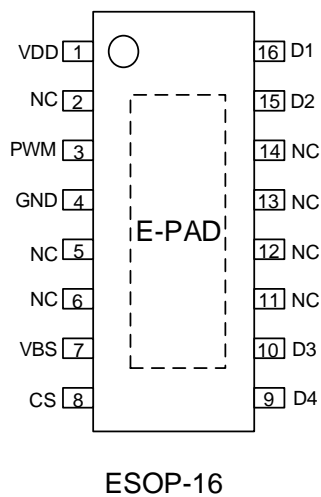 VDD 1 16 D1
NC 2 15 D2
PWM 3 14 NC
GND 4 13 NC
E-PAD
NC 5 12 NC
NC 6 11 NC
VBS 7 10 D3
CS 8 9 D4
ESOP-16